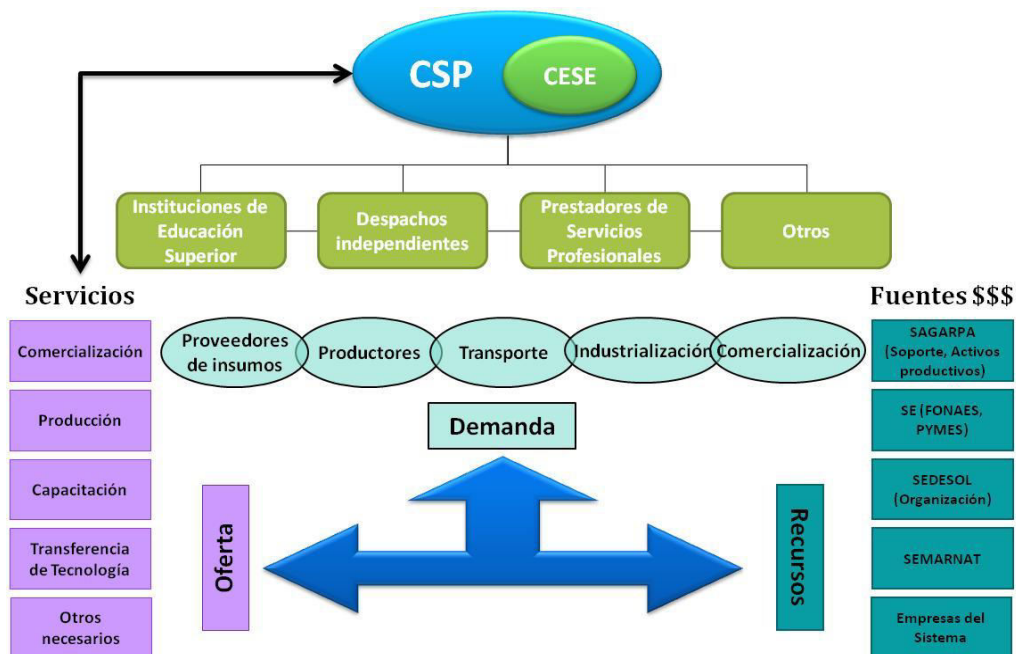 CSP
CESE
Instituciones de
Educación
Superior
Despachos
independientes
Prestadores de
Servicios
Profesionales
Otros
Servicios
Fuentes $$$
Comercialización
Producción
Capacitación
Transferencia
de Tecnología
Otros
necesarios
Proveedores
de insumos
Productores
Transporte
Industrialización
Comercialización
Demanda
Oferta
Recursos
SAGARPA
(Soporte, Activos
productivos)
SE (FONAES,
PYMES)
SEDESOL
(Organización)
SEMARNAT
Empresas del
Sistema